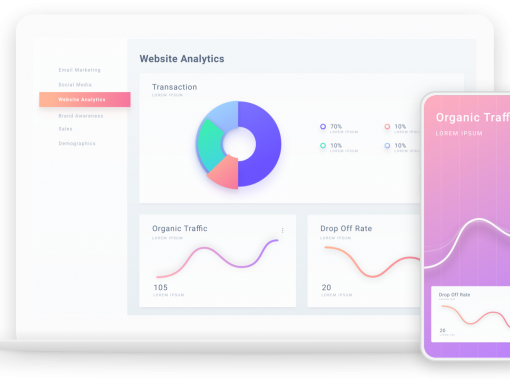 Website Analytics
Email Marketing
Social Media
Website Analytics
Brand Awareness
Sales
Demographics
Transaction
LOREM IPSUM
70%
LOREM IPSUM
10%
LOREM IPSUM
10%
LOREM IPSUM
10%
LOREM IPSUM
Organic Traffic
LOREM IPSUM
105
LOREM IPSUM
Drop Off Rate
LOREM IPSUM
20
LOREM IPSUM
Organic Traff
LOREM IPSUM
Drop Off Rate
20